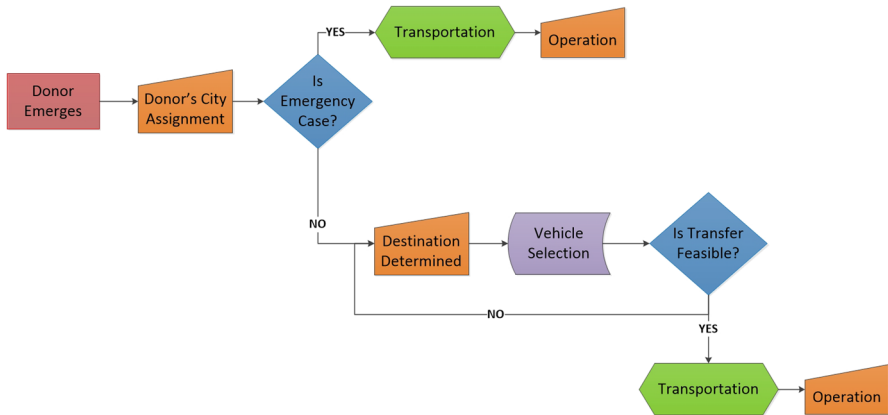 Donor
Emerges
Donor's City
Assignment
Is
Emergency
Case?
YES
Transportation
Operation
NO
Destination
Determined
Vehicle
Selection
Is Transfer
Feasible?
NO
YES
Transportation
Operation